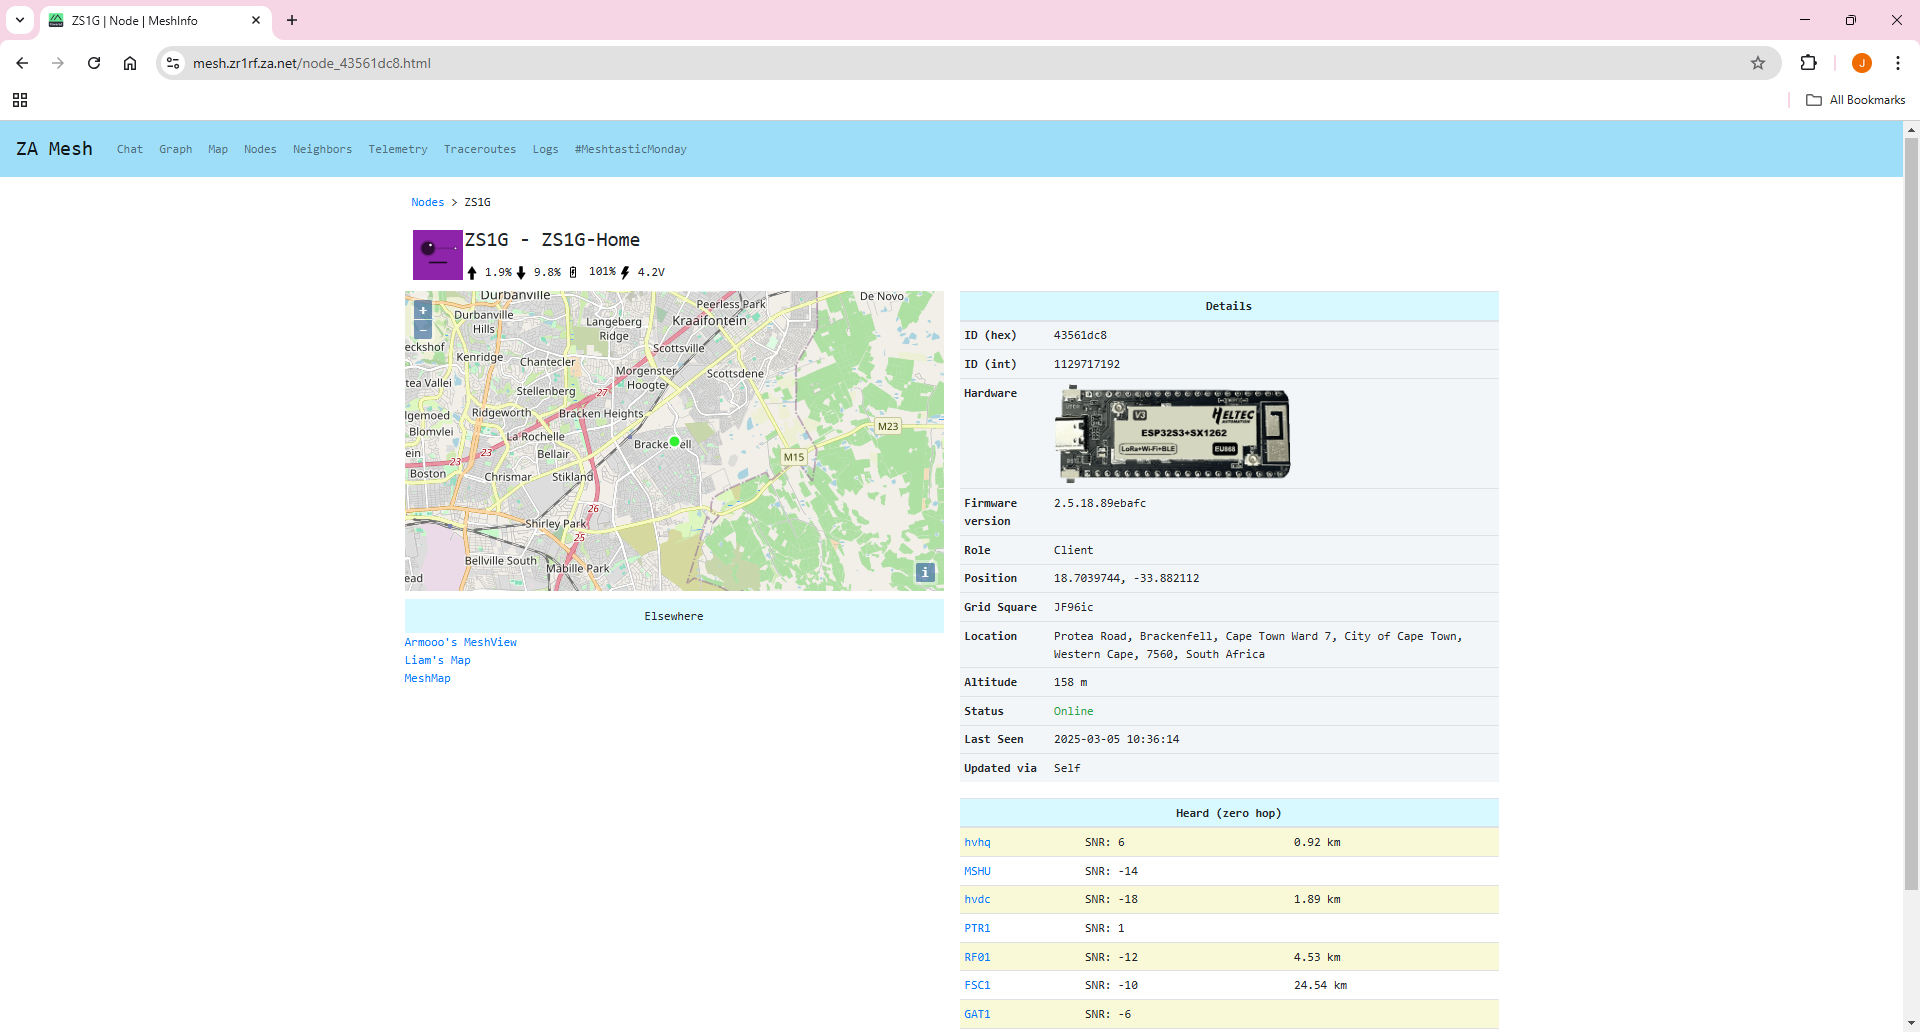 ZS1G | Node | MeshInfo
mesh.zr1rf.za.net/node_43561dc8.html
J
All Bookmarks
ZA Mesh Chat Graph Map Nodes Neighbors Telemetry Traceroutes Logs #MeshtasticMonday
Nodes > ZS1G
ZS1G - ZS1G-Home
1.9% 9.8% 101% 4.2V
+
−
Durbanville
Peerless Park
De Novo
Durbanville
Hills
Langeberg
Ridge
Kraaifontein
eckshof
Kenridge
Chantecler
Scottsville
tea Vallei
Stellenberg
Morgenster
Hoogte
Scottsdene
27
dgemoed
Ridgeworth
Bracken Heights
M23
Blomvlei
La Rochelle
Brackenfell
ein
23
23
Bellair
M15
Boston
Chrismar
Stikland
26
Shirley Park
25
Bellville South
Mabille Park
ead
i
Elsewhere
Armooo's MeshView
Liam's Map
MeshMap
Details
ID (hex) 43561dc8
ID (int) 1129717192
Hardware
V3
HELTEC
AUTOMATION
ESP32S3+SX1262
LoRa+Wi-Fi+BLE
EU868
Firmware version 2.5.18.89ebafc
Role Client
Position 18.7039744, -33.882112
Grid Square JF96ic
Location Protea Road, Brackenfell, Cape Town Ward 7, City of Cape Town,
Western Cape, 7560, South Africa
Altitude 158 m
Status Online
Last Seen 2025-03-05 10:36:14
Updated via Self
Heard (zero hop)
hvhq SNR: 6 0.92 km
MSHU SNR: -14
hvdc SNR: -18 1.89 km
PTR1 SNR: 1
RF01 SNR: -12 4.53 km
FSC1 SNR: -10 24.54 km
GAT1 SNR: -6